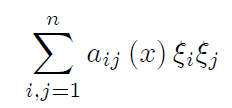 \sum_{i,j=1}^{n} a_{ij}\,(x)\,\xi_i \xi_j